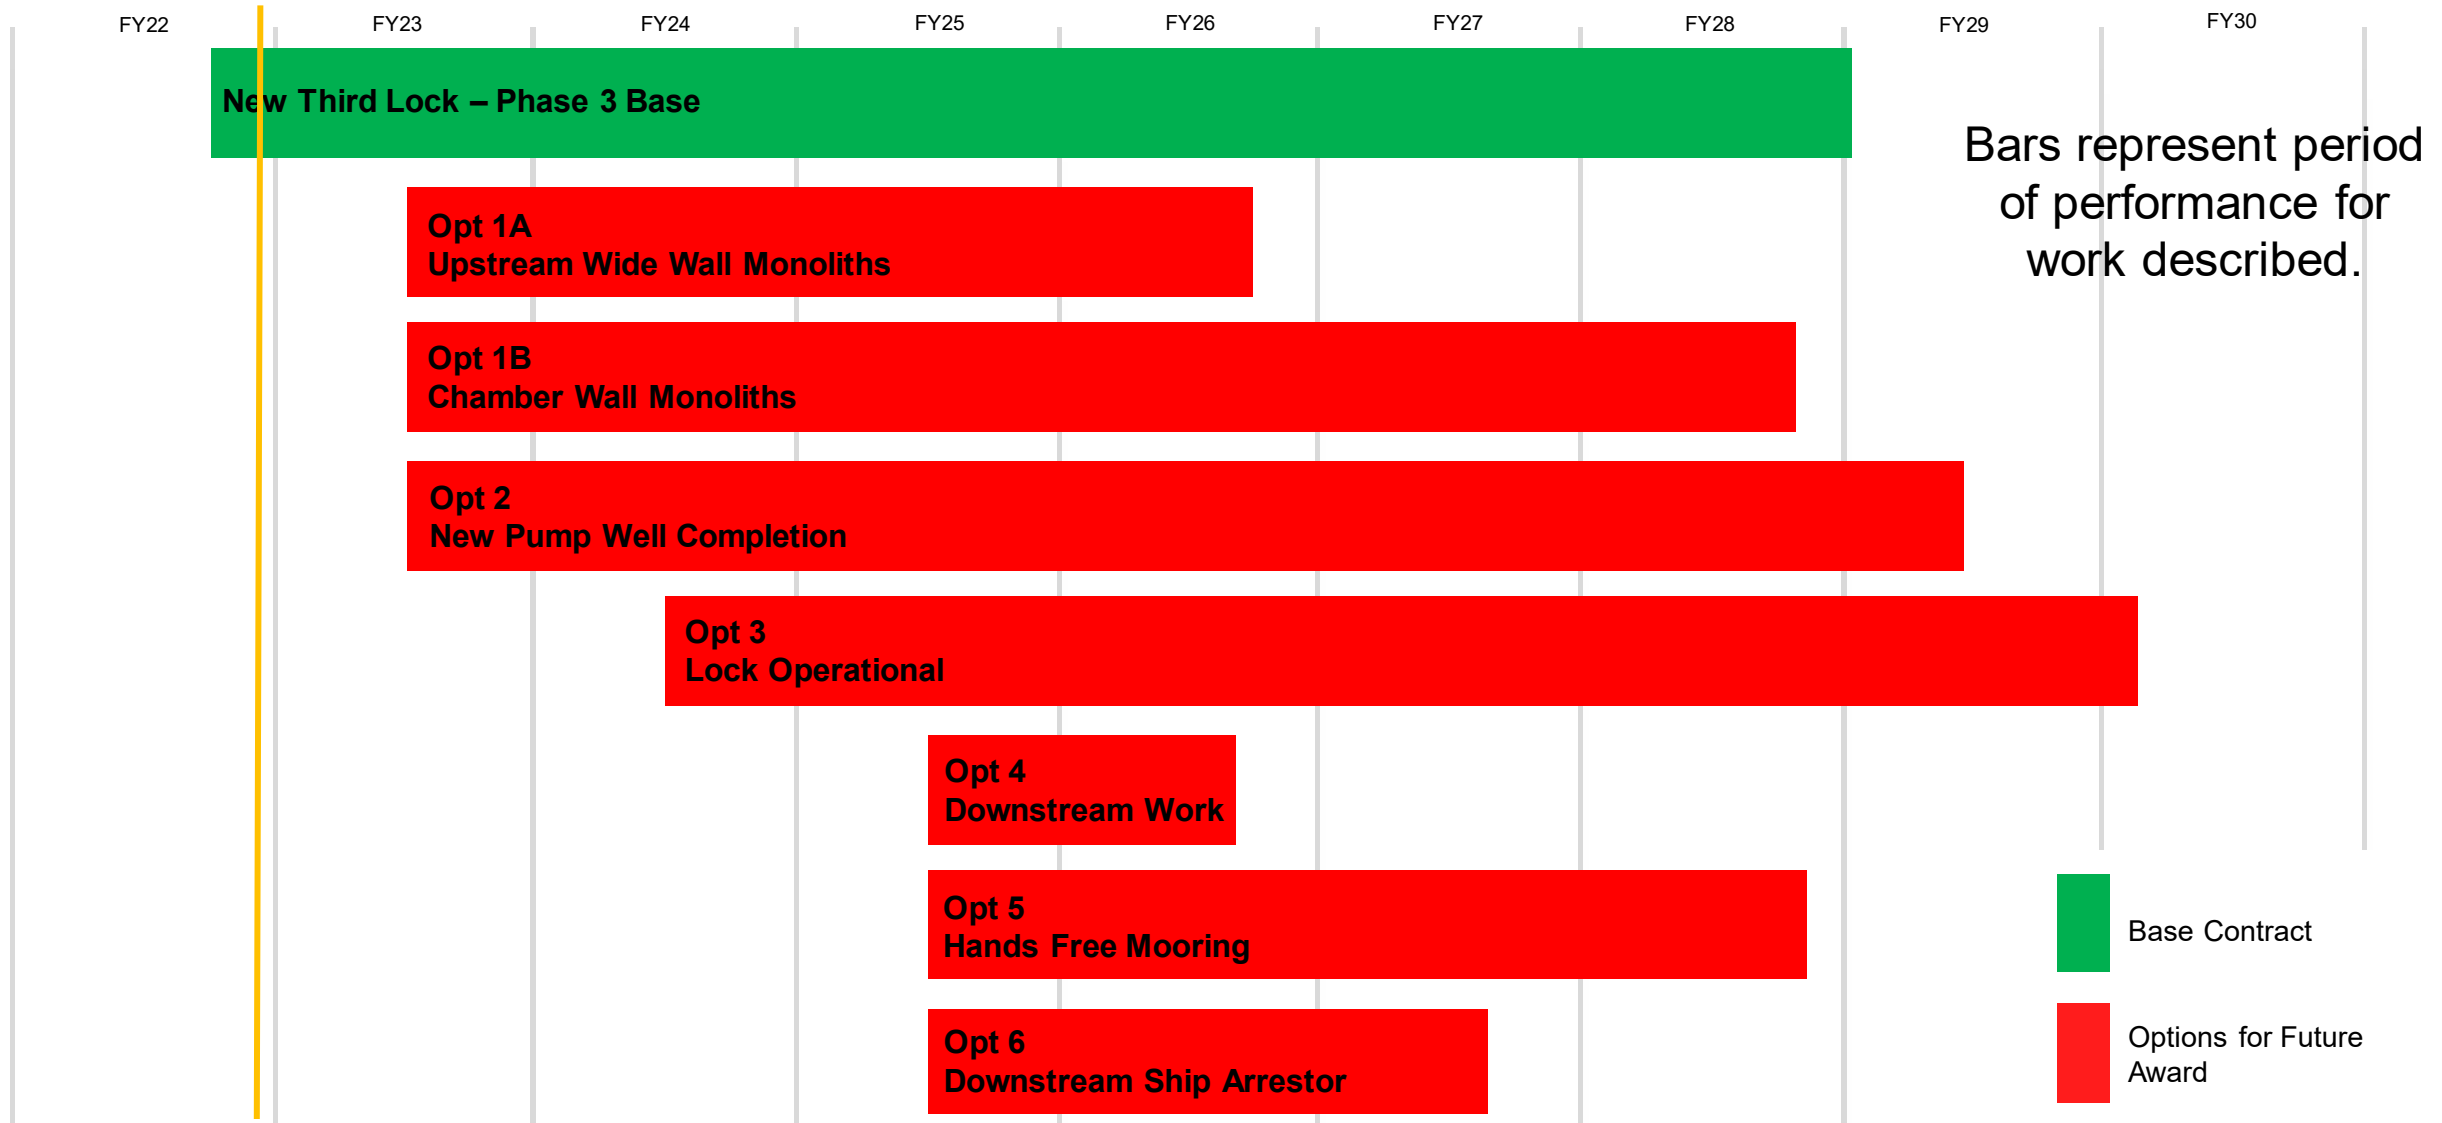 FY22 FY23 FY24 FY25 FY26 FY27 FY28 FY29 FY30
New Third Lock – Phase 3 Base
Bars represent period
of performance for
work described.
Opt 1A
Upstream Wide Wall Monoliths
Opt 1B
Chamber Wall Monoliths
Opt 2
New Pump Well Completion
Opt 3
Lock Operational
Opt 4
Downstream Work
Opt 5
Hands Free Mooring
Opt 6
Downstream Ship Arrestor
Base Contract
Options for Future
Award